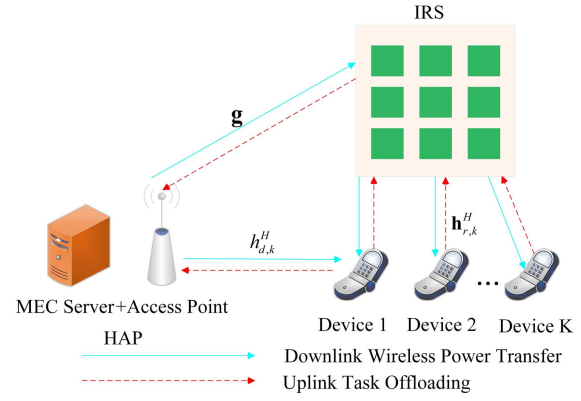 IRS
g
h_{d,k}^{H}
h_{r,k}^{H}
MEC Server+Access Point
Device 1 Device 2 ••• Device K
HAP
Downlink Wireless Power Transfer
Uplink Task Offloading